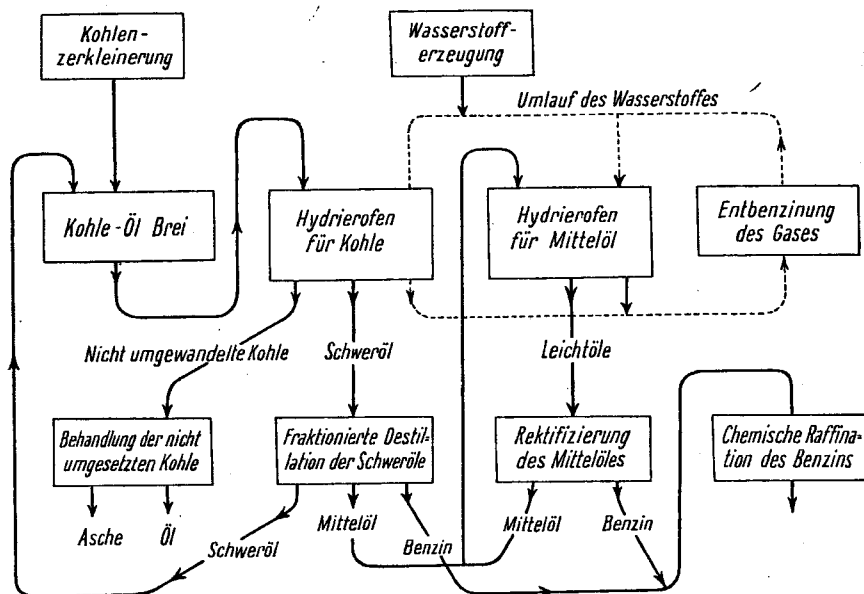 Kohlen-
zerkleinerung
Wasserstoff-
erzeugung
Umlauf des Wasserstoffes
Kohle-Öl Brei
Hydrierofen
für Kohle
Hydrierofen
für Mittelöl
Entbenzinung
des Gases
Nicht umgewandelte Kohle
Schweröl
Leichtöle
Behandlung der nicht
umgesetzten Kohle
Fraktionierte Destil-
lation der Schweröle
Rektifizierung
des Mittelöles
Chemische Raffina-
tion des Benzins
Asche
Öl
Schweröl
Mittelöl
Benzin
Mittelöl
Benzin